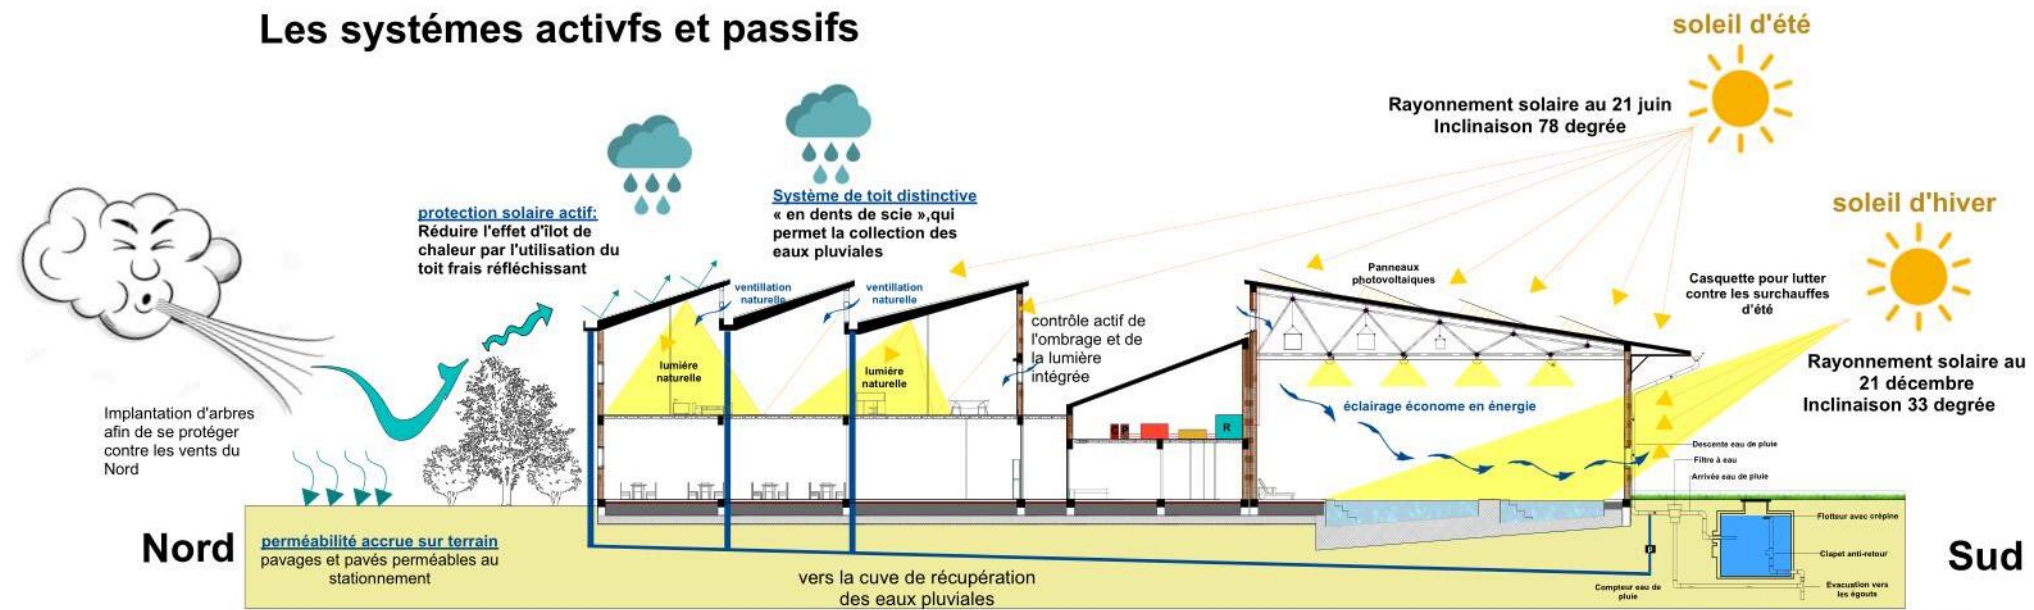 Les systémes activfs et passifs
soleil d'été
Rayonnement solaire au 21 juin
Inclinaison 78 degrée
soleil d'hiver
Rayonnement solaire au
21 décembre
Inclinaison 33 degrée
protection solaire actif:
Réduire l'effet d'îlot de
chaleur par l'utilisation du
toit frais réfléchissant
Système de toit distinctive
« en dents de scie »,qui
permet la collection des
eaux pluviales
ventillation
naturelle
ventillation
naturelle
Panneaux
photovoltaiques
Casquette pour lutter
contre les surchauffes
d'été
contrôle actif de
l'ombrage et de
la lumière
intégrée
lumière
naturelle
lumière
naturelle
R
éclairage économe en énergie
Implantation d'arbres
afin de se protéger
contre les vents du
Nord
Descente eau de pluie
Filtre à eau
Arrivée eau de pluie
Flotteur avec crépine
Clapet anti-retour
Evacuation vers
les égouts
Compteur eau de
pluie
P
Nord
Sud
perméabilité accrue sur terrain
pavages et pavés perméables au
stationnement
vers la cuve de récupération
des eaux pluviales